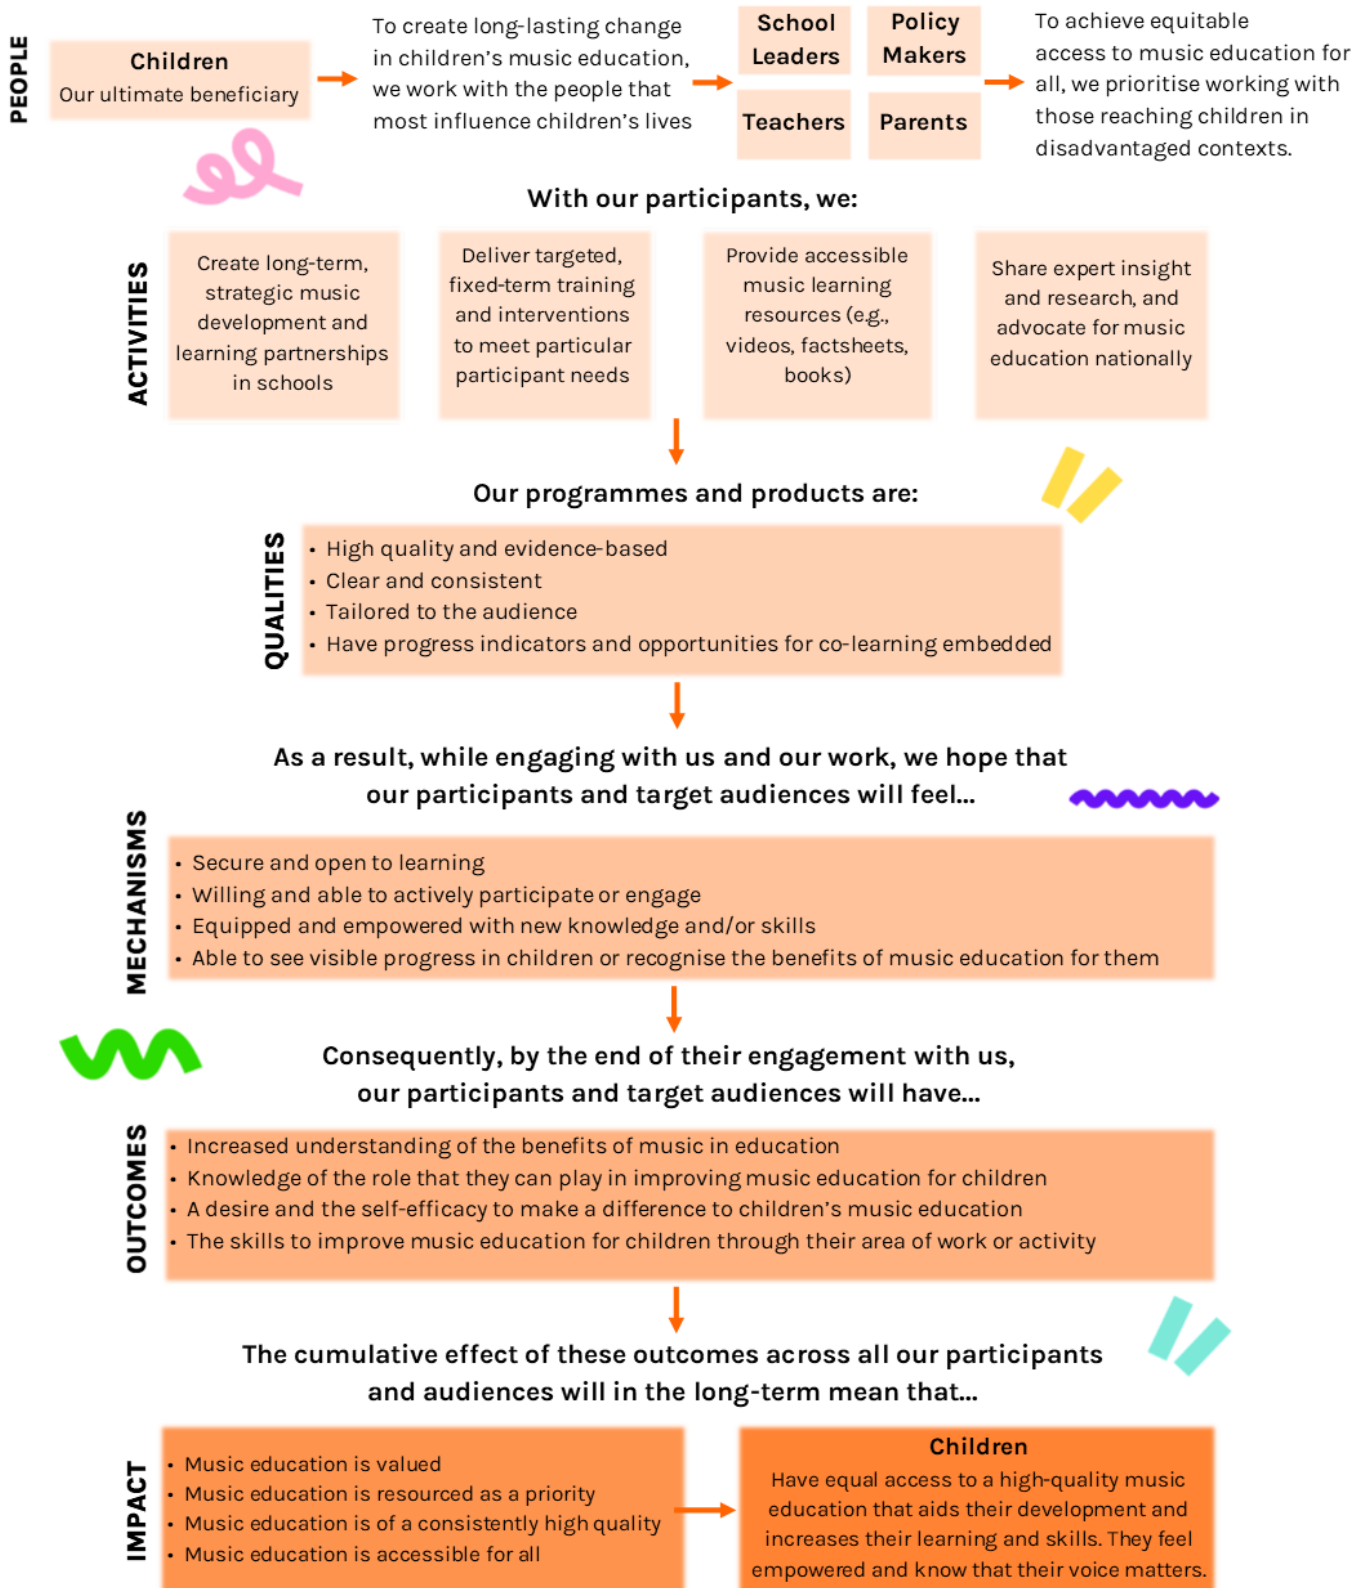 PEOPLE
Children
Our ultimate beneficiary
To create long-lasting change
in children's music education,
we work with the people that
most influence children's lives
School
Leaders
Policy
Makers
Teachers
Parents
To achieve equitable
access to music education for
all, we prioritise working with
those reaching children in
disadvantaged contexts.
With our participants, we:
ACTIVITIES
Create long-term,
strategic music
development and
learning partnerships
in schools
Deliver targeted,
fixed-term training
and interventions
to meet particular
participant needs
Provide accessible
music learning
resources (e.g.,
videos, factsheets,
books)
Share expert insight
and research, and
advocate for music
education nationally
Our programmes and products are:
QUALITIES
• High quality and evidence-based
• Clear and consistent
• Tailored to the audience
• Have progress indicators and opportunities for co-learning embedded
As a result, while engaging with us and our work, we hope that
our participants and target audiences will feel...
MECHANISMS
• Secure and open to learning
• Willing and able to actively participate or engage
• Equipped and empowered with new knowledge and/or skills
• Able to see visible progress in children or recognise the benefits of music education for them
Consequently, by the end of their engagement with us,
our participants and target audiences will have...
OUTCOMES
• Increased understanding of the benefits of music in education
• Knowledge of the role that they can play in improving music education for children
• A desire and the self-efficacy to make a difference to children's music education
• The skills to improve music education for children through their area of work or activity
The cumulative effect of these outcomes across all our participants
and audiences will in the long-term mean that...
IMPACT
• Music education is valued
• Music education is resourced as a priority
• Music education is of a consistently high quality
• Music education is accessible for all
Children
Have equal access to a high-quality music
education that aids their development and
increases their learning and skills. They feel
empowered and know that their voice matters.